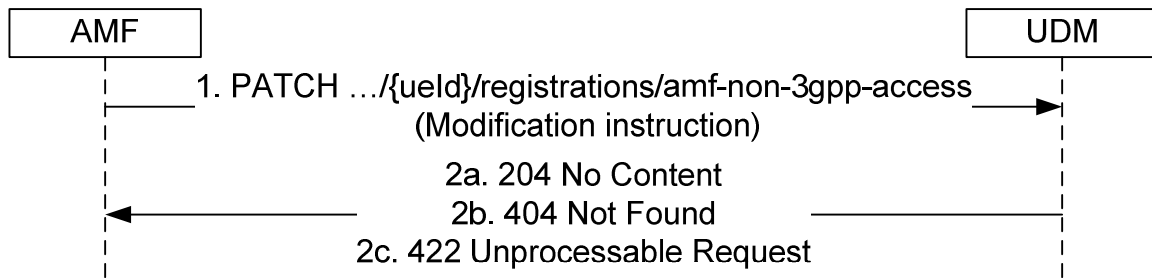 AMF
UDM
1. PATCH …/{ueId}/registrations/amf-non-3gpp-access
(Modification instruction)
2a. 204 No Content
2b. 404 Not Found
2c. 422 Unprocessable Request